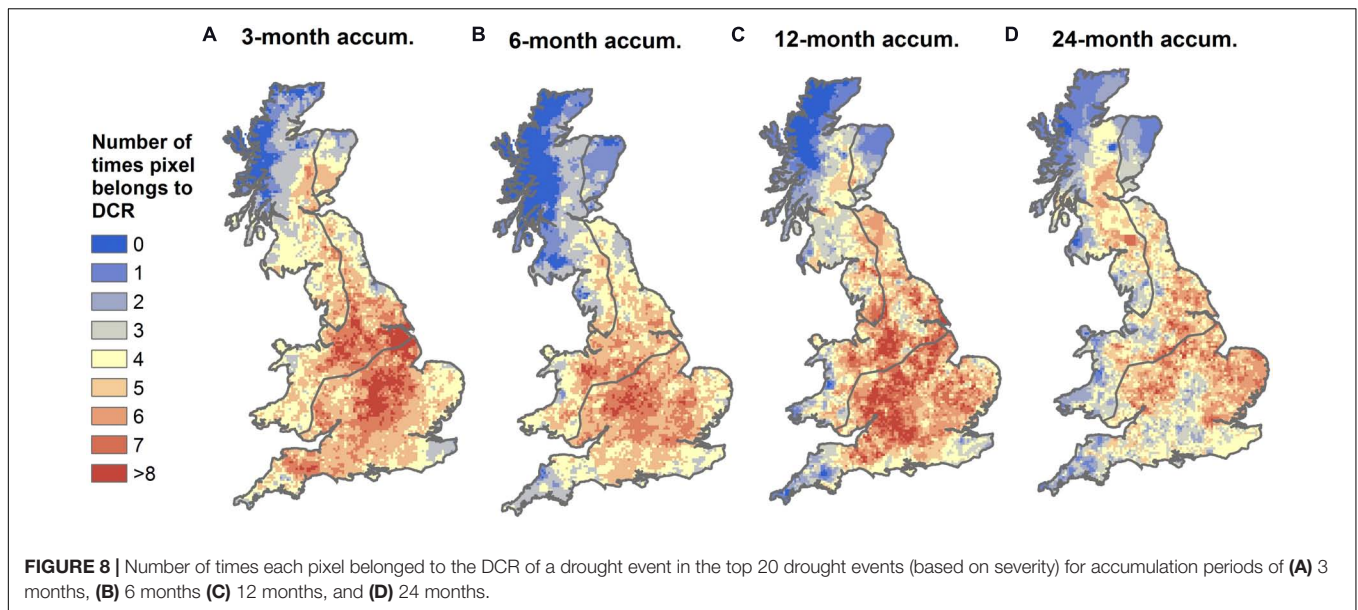 A 3-month accum.
B 6-month accum.
C 12-month accum.
D 24-month accum.
Number of
times pixel
belongs to
DCR
0
1
2
3
4
5
6
7
>8
FIGURE 8 | Number of times each pixel belonged to the DCR of a drought event in the top 20 drought events (based on severity) for accumulation periods of (A) 3
months, (B) 6 months (C) 12 months, and (D) 24 months.